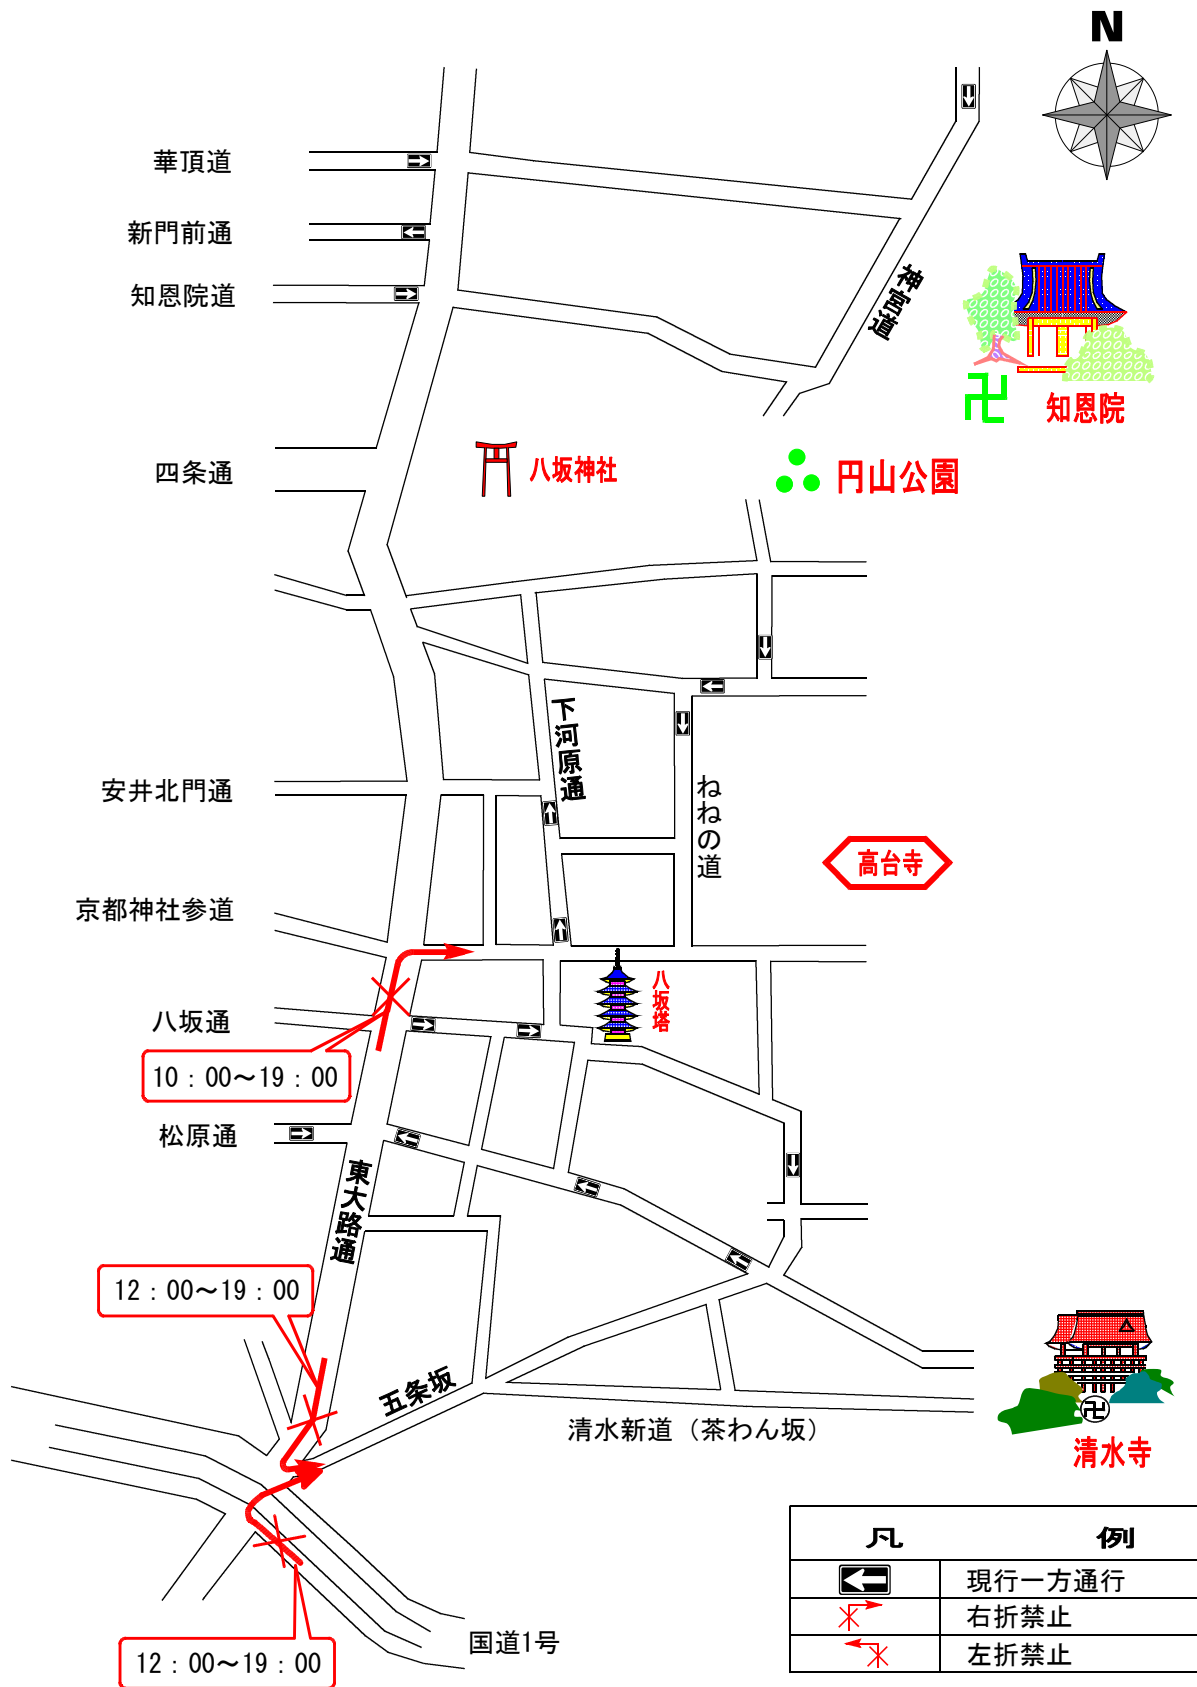 N
華頂道
新門前通
知恩院道
神宮道
知恩院
四条通
八坂神社
円山公園
下河原通
安井北門通
ねねの道
高台寺
京都神社参道
八坂塔
八坂通
10：00～19：00
松原通
東大路通
12：00～19：00
五条坂
清水新道（茶わん坂）
清水寺
国道1号
12：00～19：00
凡例
現行一方通行
右折禁止
左折禁止